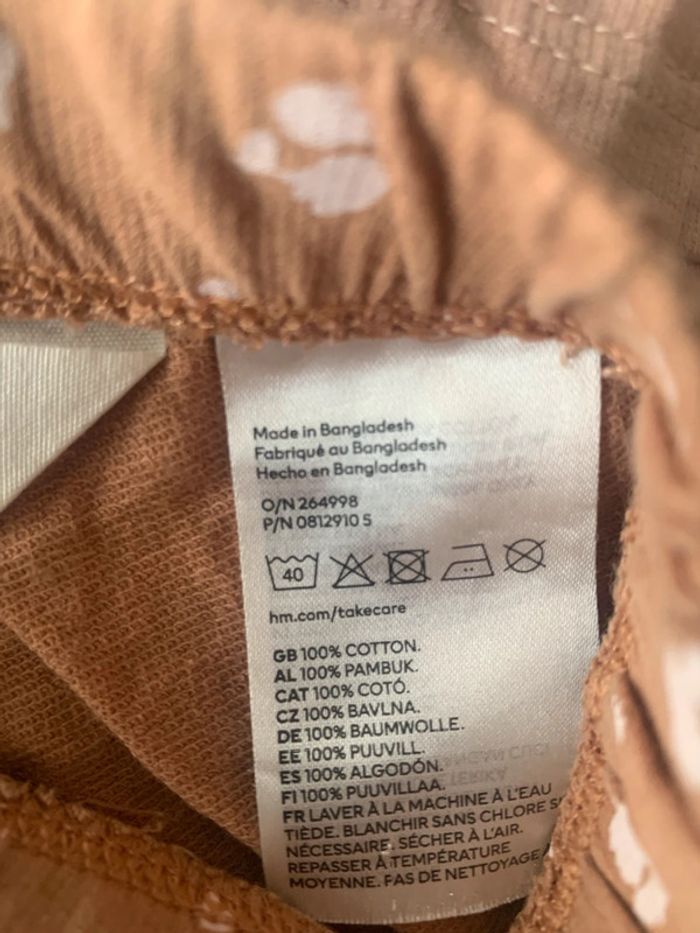 Made in Bangladesh
Fabriqué au Bangladesh
Hecho en Bangladesh
O/N 264998
P/N 0812910 5
40
hm.com/takecare
GB 100% COTTON.
AL 100% PAMBUK.
CAT 100% COTÓ.
CZ 100% BAVLNA.
DE 100% BAUMWOLLE.
EE 100% PUUVILL.
ES 100% ALGODÓN.
FI 100% PUUVILLAA.
FR LAVER À LA MACHINE À L'EAU
TIÈDE. BLANCHIR SANS CHLORE SI
NÉCESSAIRE. SÉCHER À L'AIR.
REPASSER À TEMPÉRATURE
MOYENNE. PAS DE NETTOYAGE